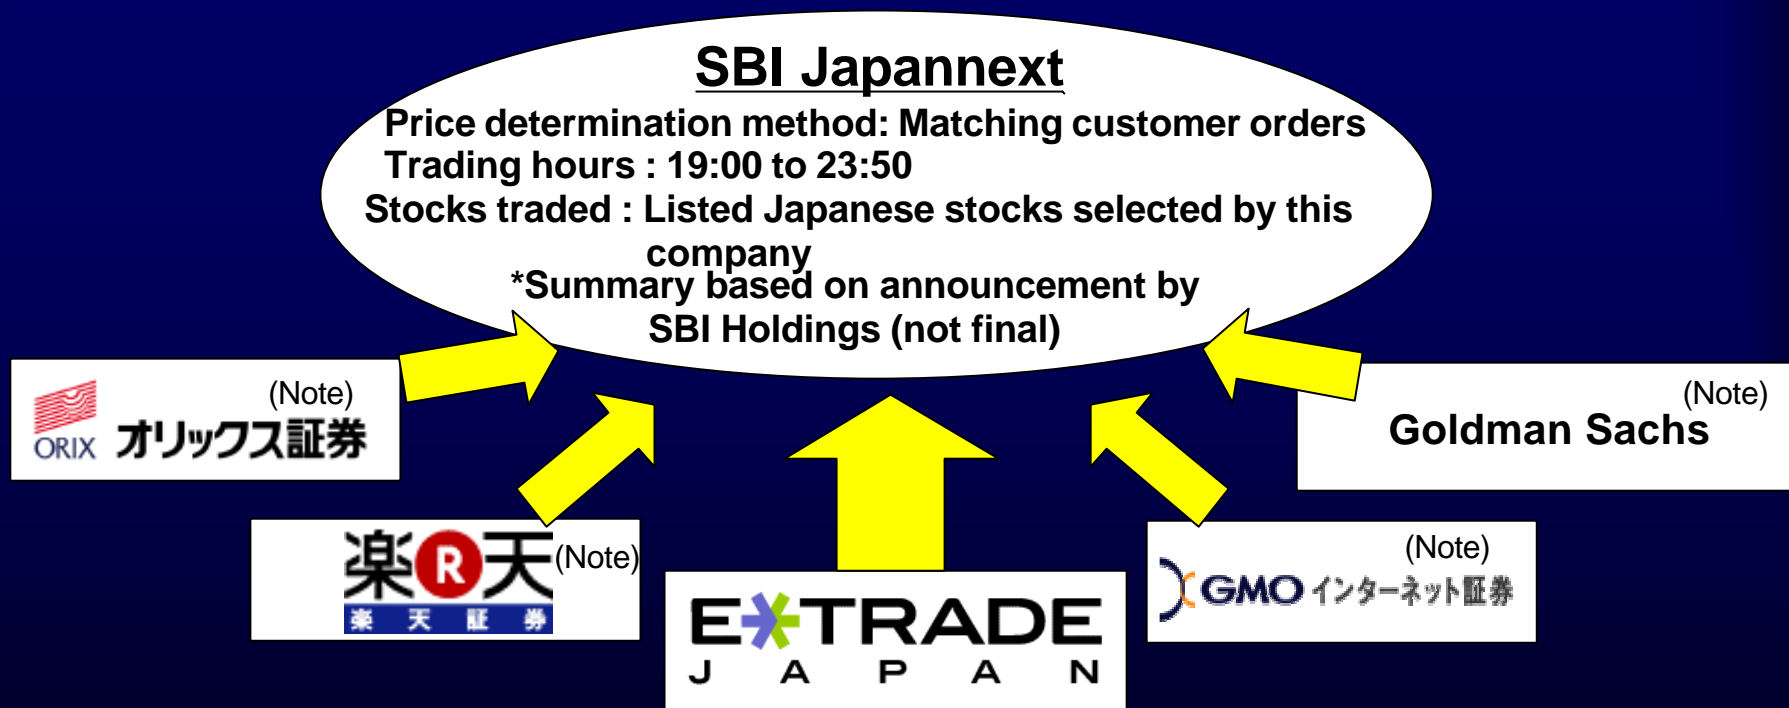 SBI Japannext
Price determination method: Matching customer orders
Trading hours : 19:00 to 23:50
Stocks traded : Listed Japanese stocks selected by this
company
*Summary based on announcement by
SBI Holdings (not final)
(Note)
ORIX オリックス証券
(Note)
Goldman Sachs
楽R天 (Note)
楽天証券
E*TRADE
JAPAN
(Note)
GMO インターネット証券